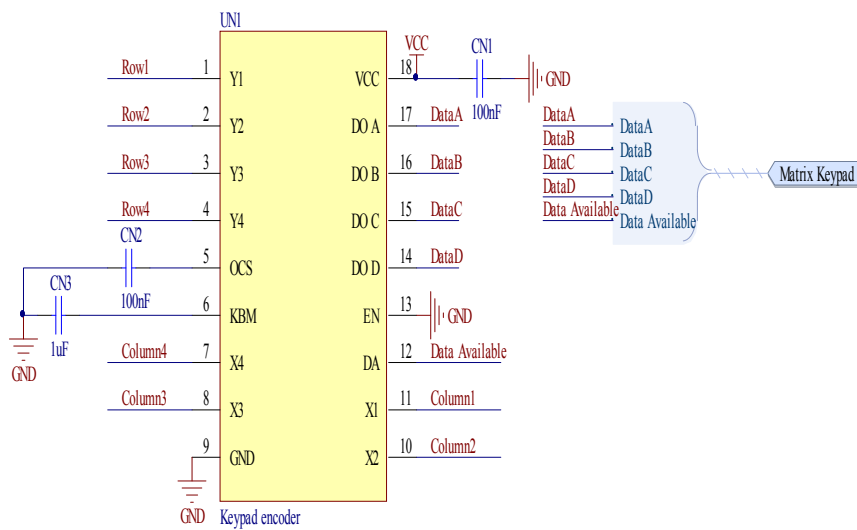 UN1
Row1
1
Y1
Row2
2
Y2
Row3
3
Y3
Row4
4
Y4
CN2
100nF
5
OCS
CN3
1uF
6
KBM
GND
Column4
7
X4
Column3
8
X3
9
GND
GND
Keypad encoder
VCC
18
VCC
CN1
100nF
GND
17
DO A
DataA
16
DO B
DataB
15
DO C
DataC
14
DO D
DataD
13
EN
GND
12
DA
Data Available
11
X1
Column1
10
X2
Column2
DataA
DataA
DataB
DataB
DataC
DataC
DataD
DataD
Data Available
Data Available
Matrix Keypad